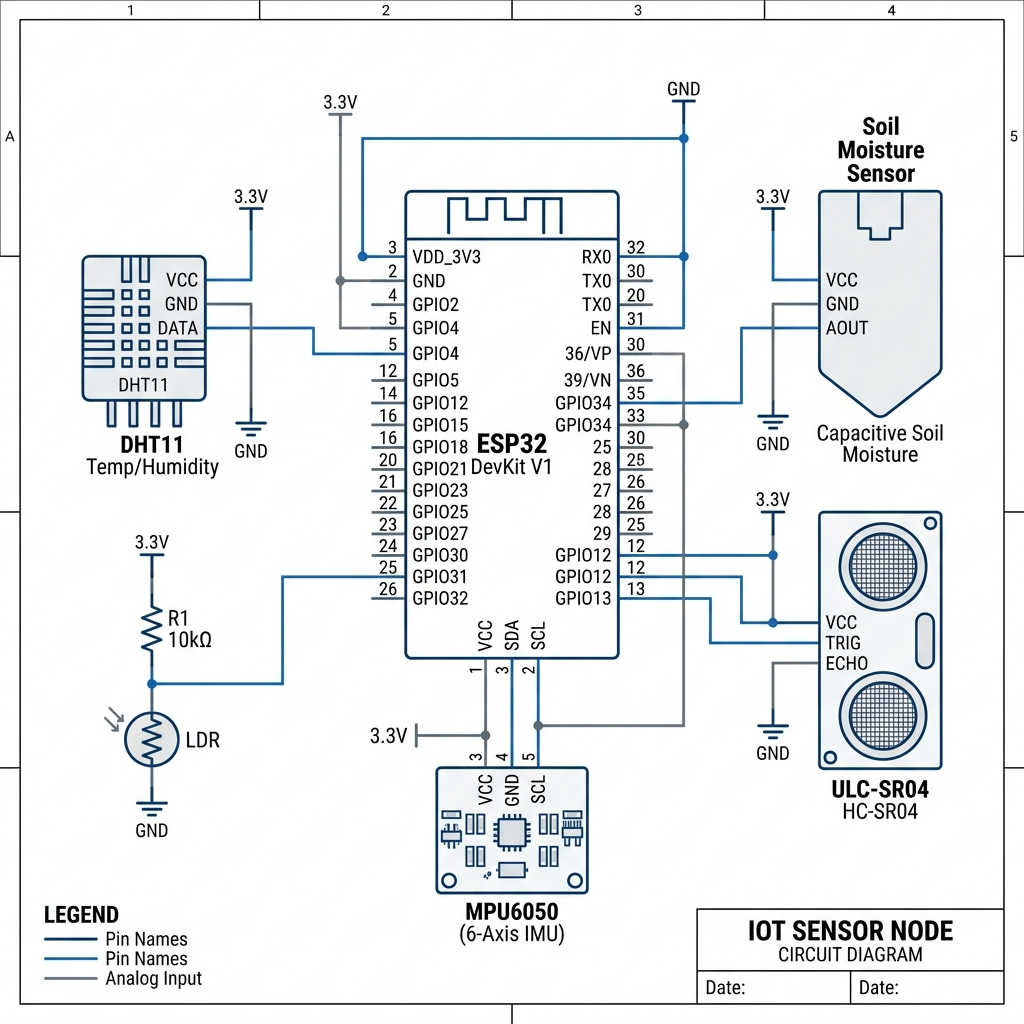 1
2
3
4
A
5
3.3V
GND
Soil
Moisture
Sensor
3.3V
VCC
GND
DATA
DHT11
DHT11
Temp/Humidity
GND
3.3V
R1
10kΩ
LDR
GND
3 VDD_3V3
2 GND
4 GPIO2
5 GPIO4
5 GPIO4
12 GPIO5
14 GPIO12
16 GPIO15
16 GPIO18
20 GPIO21
21 GPIO23
22 GPIO25
23 GPIO27
24 GPIO30
25 GPIO31
26 GPIO32
ESP32
DevKit V1
RX0 32
TX0 30
TX0 20
EN 31
36/VP 30
39/VN 36
GPIO34 35
GPIO34 33
25 30
28 25
27 26
28 26
29 25
GPIO12 12
GPIO12 12
GPIO13 13
VCC SDA SCL
1 3 2
3.3V
3 4 5
VCC GND SCL
MPU6050
(6-Axis IMU)
3.3V
VCC
GND
AOUT
GND
Capacitive Soil
Moisture
3.3V
VCC
TRIG
ECHO
GND
ULC-SR04
HC-SR04
LEGEND
Pin Names
Pin Names
Analog Input
IOT SENSOR NODE
CIRCUIT DIAGRAM
Date: Date: